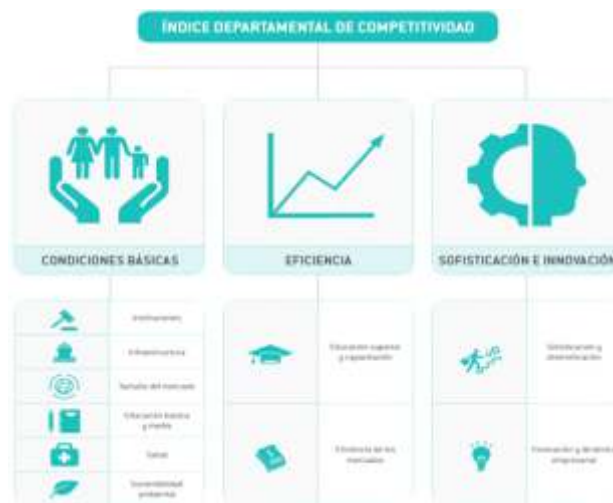 ÍNDICE DEPARTAMENTAL DE COMPETITIVIDAD
CONDICIONES BÁSICAS
EFICIENCIA
SOFISTICACIÓN E INNOVACIÓN
Instituciones
Infraestructura
Tamaño del mercado
Educación básica
y media
Salud
Sostenibilidad
ambiental
Educación superior
y capacitación
Eficiencia de los
mercados
Sofisticación y
diversificación
Innovación y dinámica
empresarial